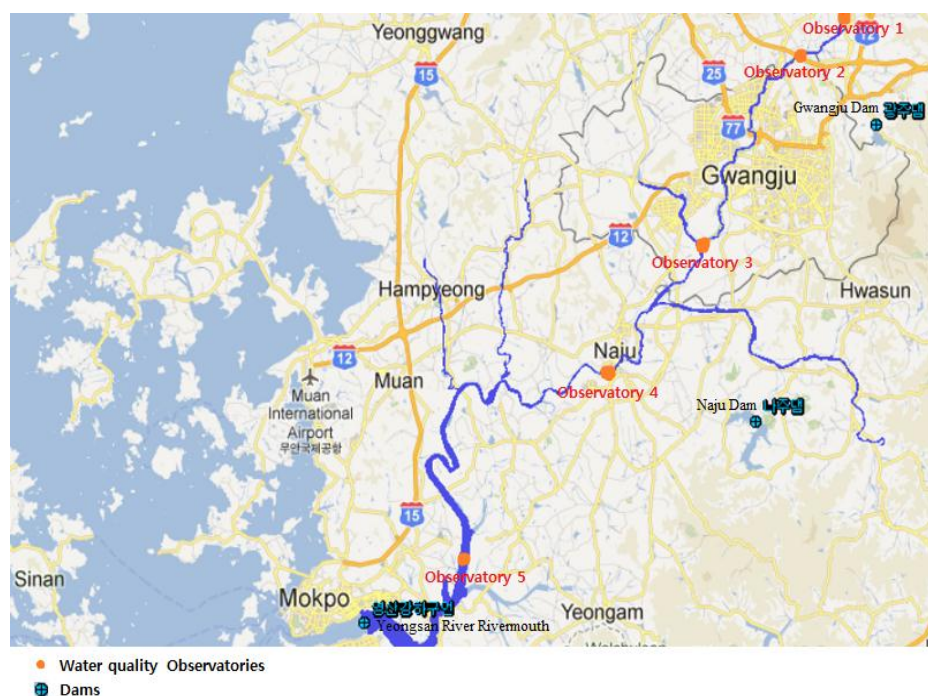 Yeonggwang
Observatory 1
12
15
25
Observatory 2
Gwangju Dam 광주댐
77
Gwangju
12
Observatory 3
Hampyeong
Hwasun
12
Naju
Muan
Muan
International
Airport
무안국제공항
Observatory 4
Naju Dam 나주댐
15
Sinan
Observatory 5
Mokpo
영산강하구언
Yeongsan River Rivermouth
Yeongam
Water quality Observatories
Dams